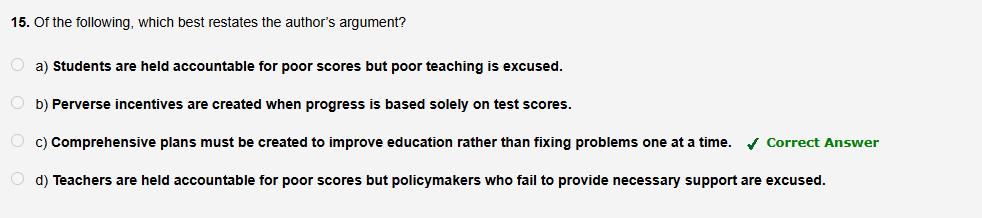 15. Of the following, which best restates the author's argument?
a) Students are held accountable for poor scores but poor teaching is excused.
b) Perverse incentives are created when progress is based solely on test scores.
c) Comprehensive plans must be created to improve education rather than fixing problems one at a time. ✓ Correct Answer
d) Teachers are held accountable for poor scores but policymakers who fail to provide necessary support are excused.